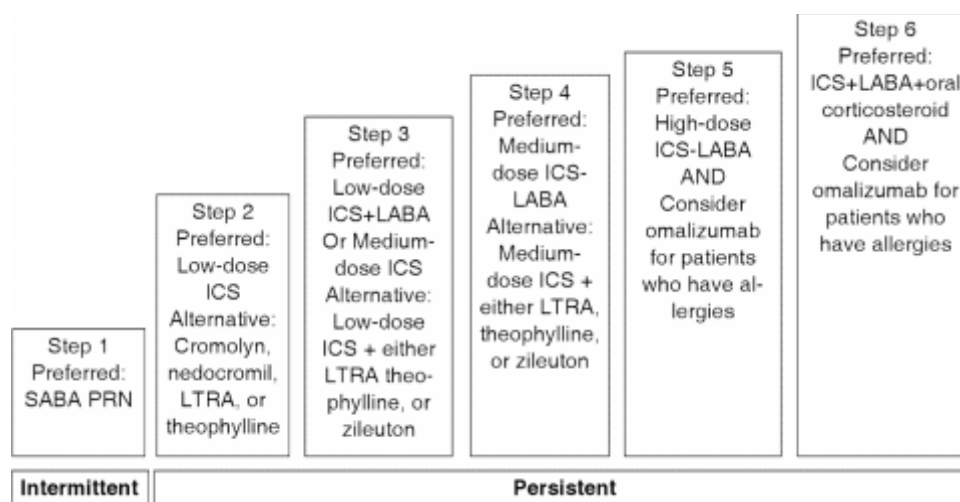 Step 1
Preferred:
SABA PRN
Step 2
Preferred:
Low-dose
ICS
Alternative:
Cromolyn,
nedocromil,
LTRA, or
theophylline
Step 3
Preferred:
Low-dose
ICS+LABA
Or Medium-
dose ICS
Alternative:
Low-dose
ICS + either
LTRA theo-
phylline, or
zileuton
Step 4
Preferred:
Medium-
dose ICS-
LABA
Alternative:
Medium-
dose ICS +
either LTRA,
theophylline,
or zileuton
Step 5
Preferred:
High-dose
ICS-LABA
AND
Consider
omalizumab
for patients
who have al-
lergies
Step 6
Preferred:
ICS+LABA+oral
corticosteroid
AND
Consider
omalizumab for
patients who
have allergies
Intermittent
Persistent